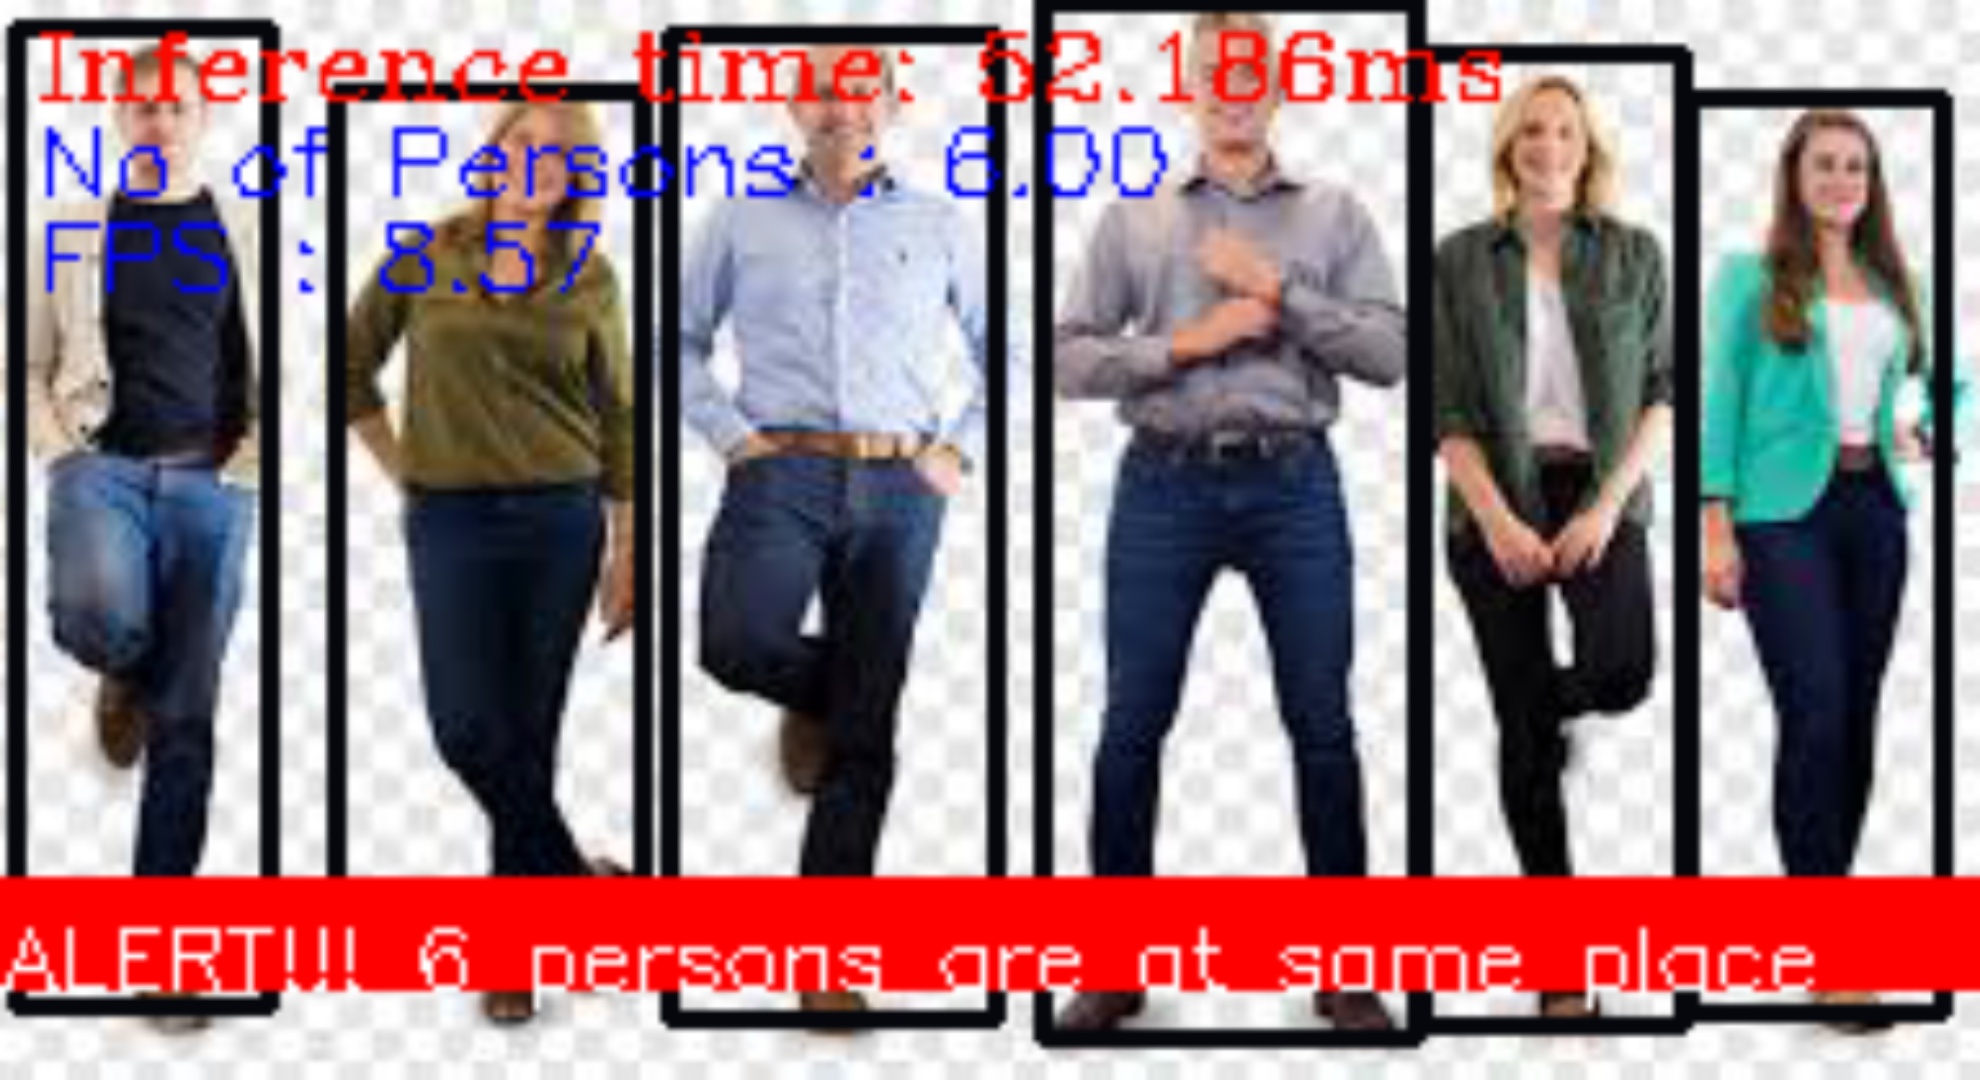 Inference time: 52.186ms
No of Persons : 6.00
FPS : 8.57
ALERT!!! 6 persons are at same place